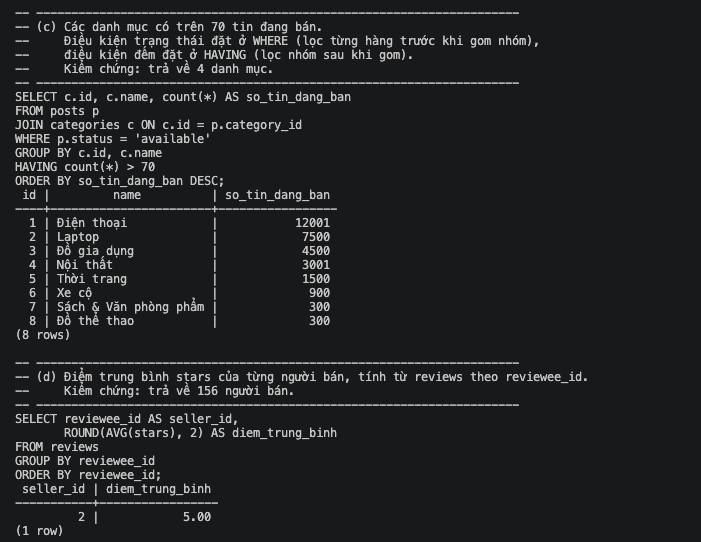 -- ----------------------------------------------------------------
-- (c) Các danh mục có trên 70 tin đang bán.
--     Điều kiện trạng thái đặt ở WHERE (lọc từng hàng trước khi gom nhóm),
--     điều kiện đếm đặt ở HAVING (lọc nhóm sau khi gom).
--     Kiểm chứng: trả về 4 danh mục.
-- ----------------------------------------------------------------
SELECT c.id, c.name, count(*) AS so_tin_dang_ban
FROM posts p
JOIN categories c ON c.id = p.category_id
WHERE p.status = 'available'
GROUP BY c.id, c.name
HAVING count(*) > 70
ORDER BY so_tin_dang_ban DESC;
 id |         name         | so_tin_dang_ban
----+----------------------+-----------------
  1 | Điện thoại           |           12001
  2 | Laptop               |            7500
  3 | Đồ gia dụng          |            4500
  4 | Nội thất             |            3001
  5 | Thời trang           |            1500
  6 | Xe cộ                |             900
  7 | Sách & Văn phòng phẩm |             300
  8 | Đồ thể thao          |             300
(8 rows)
-- ----------------------------------------------------------------
-- (d) Điểm trung bình stars của từng người bán, tính từ reviews theo reviewee_id.
--     Kiểm chứng: trả về 156 người bán.
-- ----------------------------------------------------------------
SELECT reviewee_id AS seller_id,
       ROUND(AVG(stars), 2) AS diem_trung_binh
FROM reviews
GROUP BY reviewee_id
ORDER BY reviewee_id;
 seller_id | diem_trung_binh
-----------+-----------------
         2 |            5.00
(1 row)